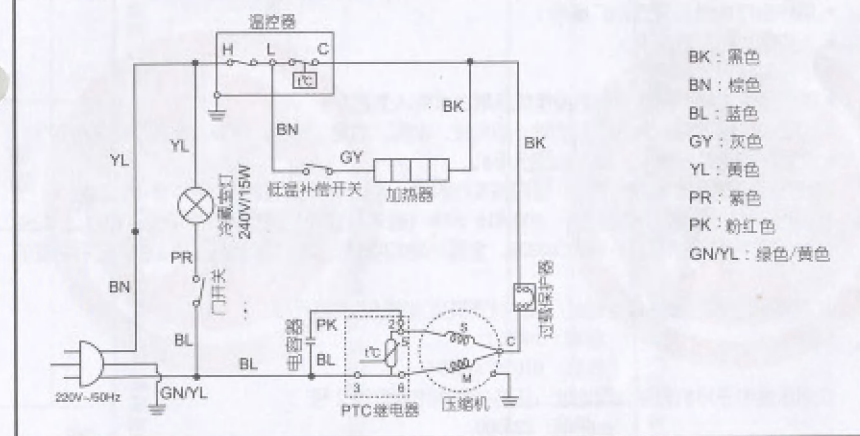 温控器
H L C
t℃
BK
BN
YL
YL
GY
BK
低温补偿开关
加热器
冷藏室灯
240V/15W
PR
门开关
BN
过载保护器
电容器
PK
2
5
S
C
t℃
BL
BL
BL
M
3
6
GN/YL
220V~/50Hz
PTC继电器
压缩机
BK：黑色
BN：棕色
BL：蓝色
GY：灰色
YL：黄色
PR：紫色
PK：粉红色
GN/YL：绿色/黄色